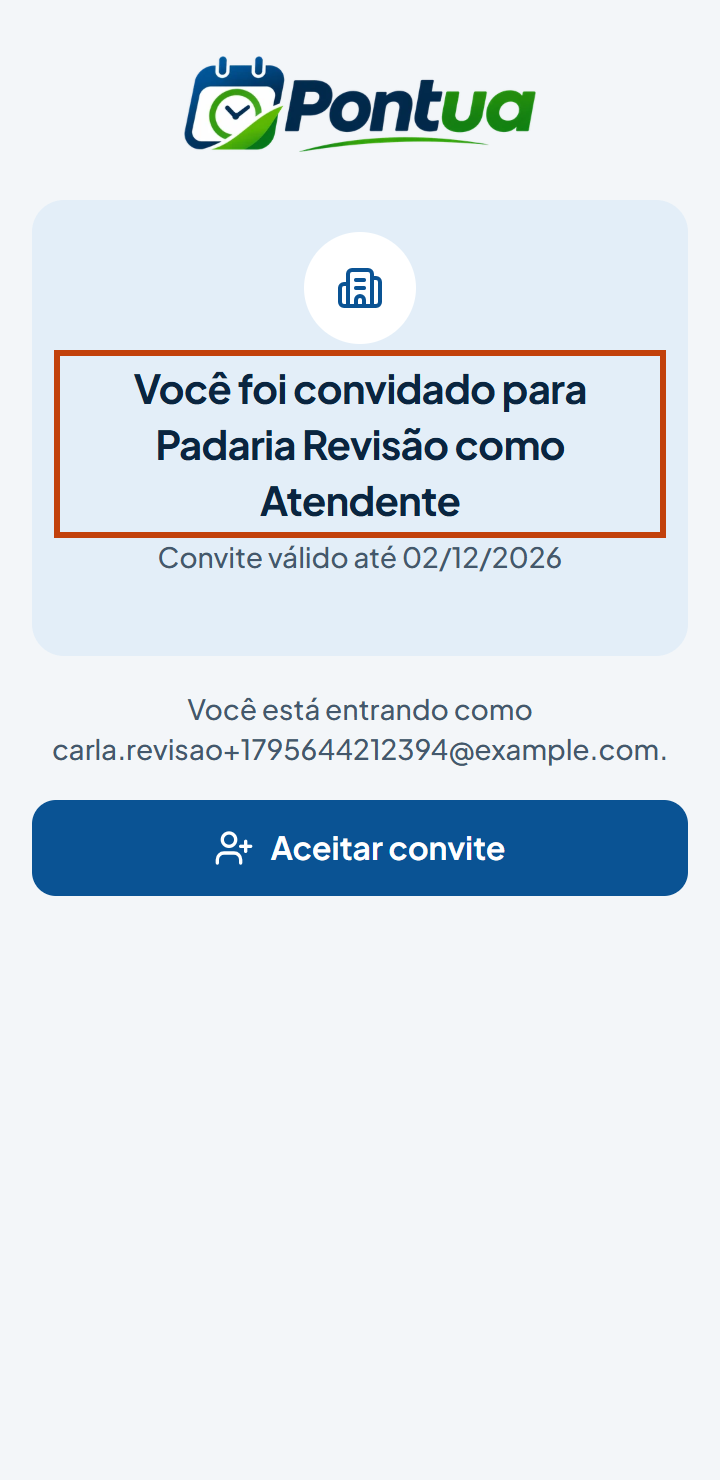 Pontua
Você foi convidado para
Padaria Revisão como
Atendente
Convite válido até 02/12/2026
Você está entrando como
carla.revisao+1795644212394@example.com.
Aceitar convite